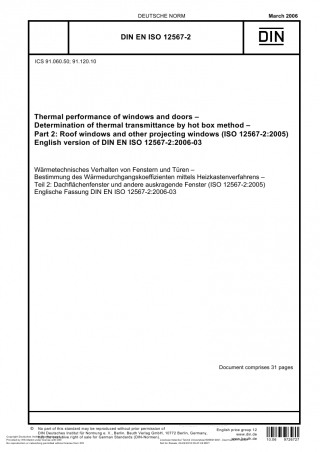 DEUTSCHE NORM
March 2006
DIN EN ISO 12567-2
DIN
ICS 91.060.50; 91.120.10
Thermal performance of windows and doors –
Determination of thermal transmittance by hot box method –
Part 2: Roof windows and other projecting windows (ISO 12567-2:2005)
English version of DIN EN ISO 12567-2:2006-03
Wärmetechnisches Verhalten von Fenstern und Türen –
Bestimmung des Wärmedurchgangskoeffizienten mittels Heizkastenverfahrens –
Teil 2: Dachflächenfenster und andere auskragende Fenster (ISO 12567-2:2005)
Englische Fassung DIN EN ISO 12567-2:2006-03
Document comprises 31 pages
© No part of this standard may be reproduced without prior permission of
DIN Deutsches Institut für Normung e. V., Berlin. Beuth Verlag GmbH, 10772 Berlin, Germany,
right of sale for German Standards (DIN-Normen).
English price group 12
www.din.de
www.beuth.de
10.06 9729727